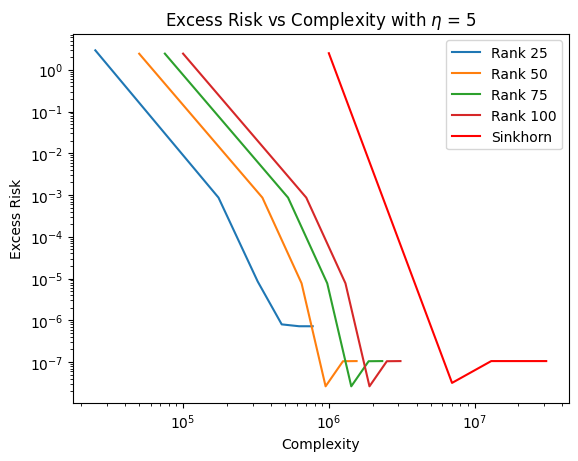 Excess Risk vs Complexity with η = 5
Excess Risk
10⁰
10⁻¹
10⁻²
10⁻³
10⁻⁴
10⁻⁵
10⁻⁶
10⁻⁷
Rank 25
Rank 50
Rank 75
Rank 100
Sinkhorn
10⁵
10⁶
10⁷
Complexity